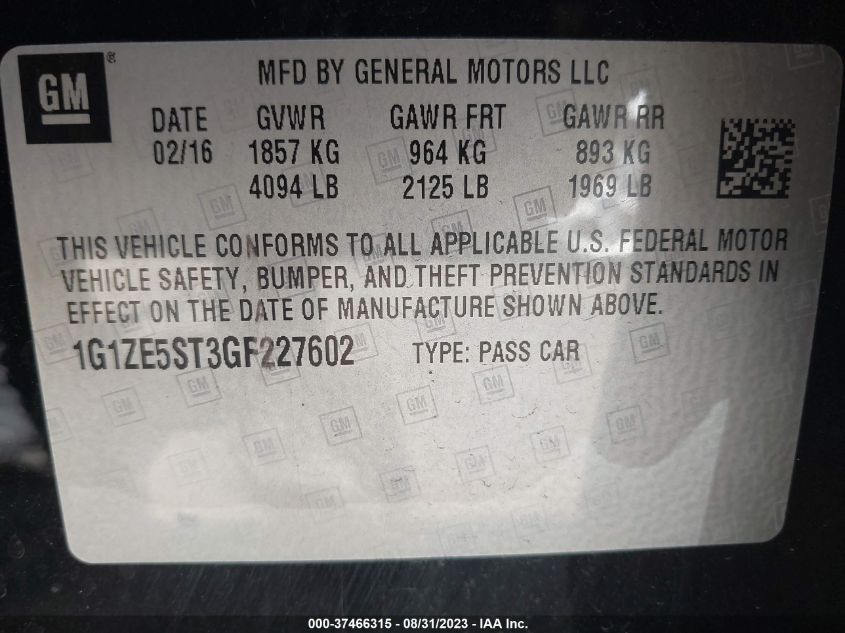 GM ®
MFD BY GENERAL MOTORS LLC
DATE GVWR GAWR FRT GAWR RR
02/16 1857 KG 964 KG 893 KG
4094 LB 2125 LB 1969 LB
THIS VEHICLE CONFORMS TO ALL APPLICABLE U.S. FEDERAL MOTOR
VEHICLE SAFETY, BUMPER, AND THEFT PREVENTION STANDARDS IN
EFFECT ON THE DATE OF MANUFACTURE SHOWN ABOVE.
1G1ZE5ST3GF227602 TYPE: PASS CAR
000-37466315 - 08/31/2023 - IAA Inc.